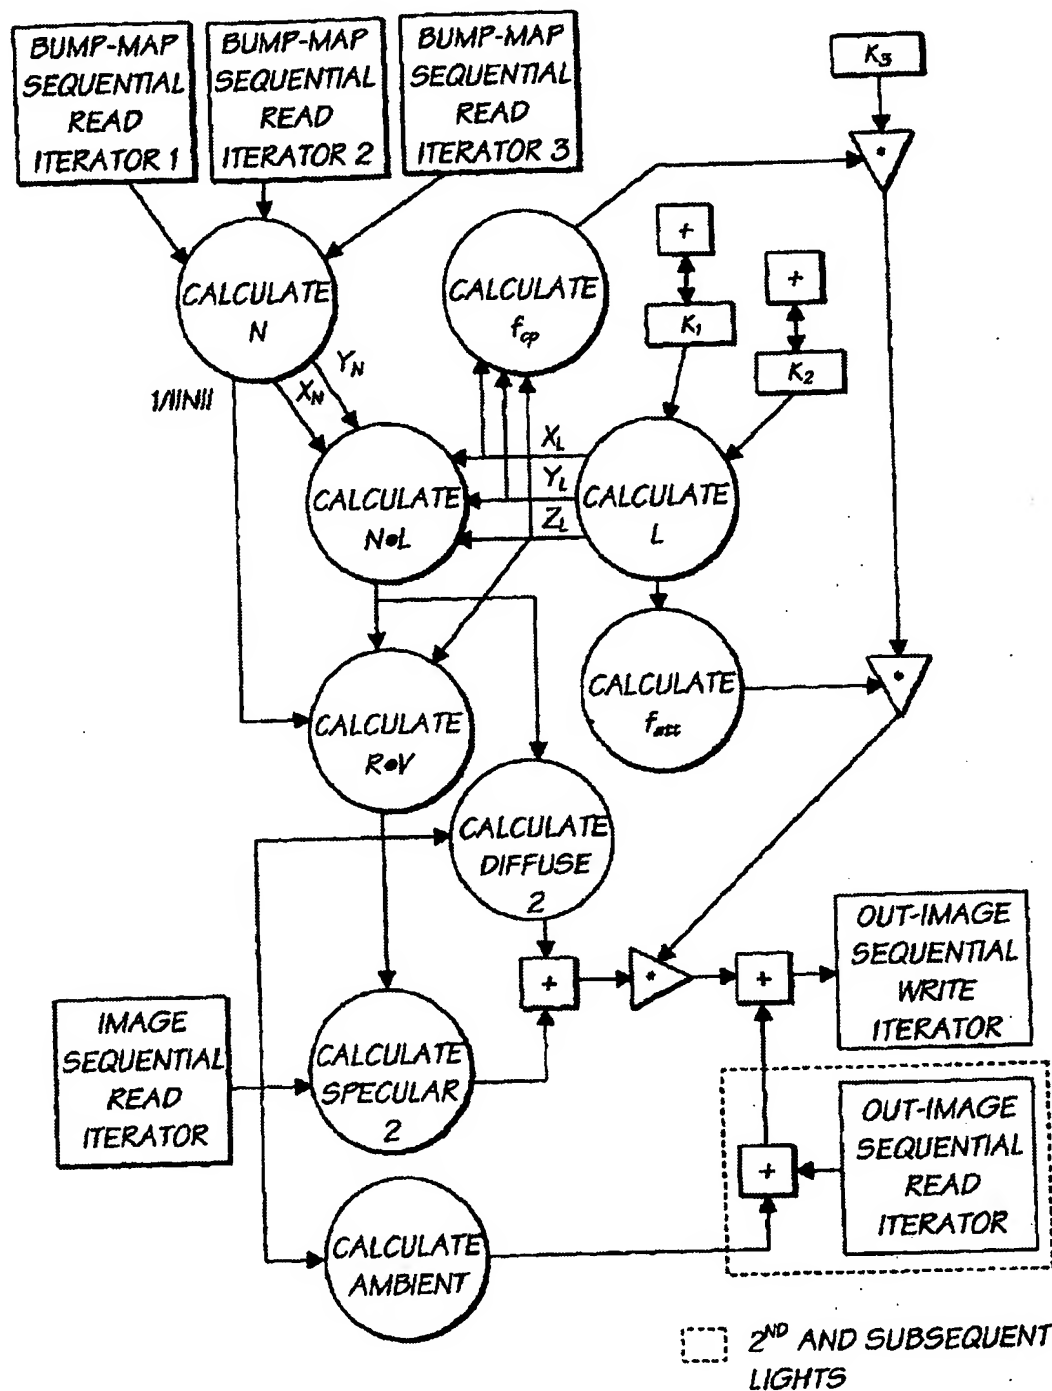 BUMP-MAP
SEQUENTIAL
READ
ITERATOR 1
BUMP-MAP
SEQUENTIAL
READ
ITERATOR 2
BUMP-MAP
SEQUENTIAL
READ
ITERATOR 3
K3
*
CALCULATE
N
CALCULATE
fcp
+
K1
+
K2
1/||N||
XN
YN
CALCULATE
N•L
XL
YL
ZL
CALCULATE
L
CALCULATE
R•V
CALCULATE
fatt
*
CALCULATE
DIFFUSE
2
+
*
+
OUT-IMAGE
SEQUENTIAL
WRITE
ITERATOR
IMAGE
SEQUENTIAL
READ
ITERATOR
CALCULATE
SPECULAR
2
+
OUT-IMAGE
SEQUENTIAL
READ
ITERATOR
CALCULATE
AMBIENT
2ND AND SUBSEQUENT
LIGHTS